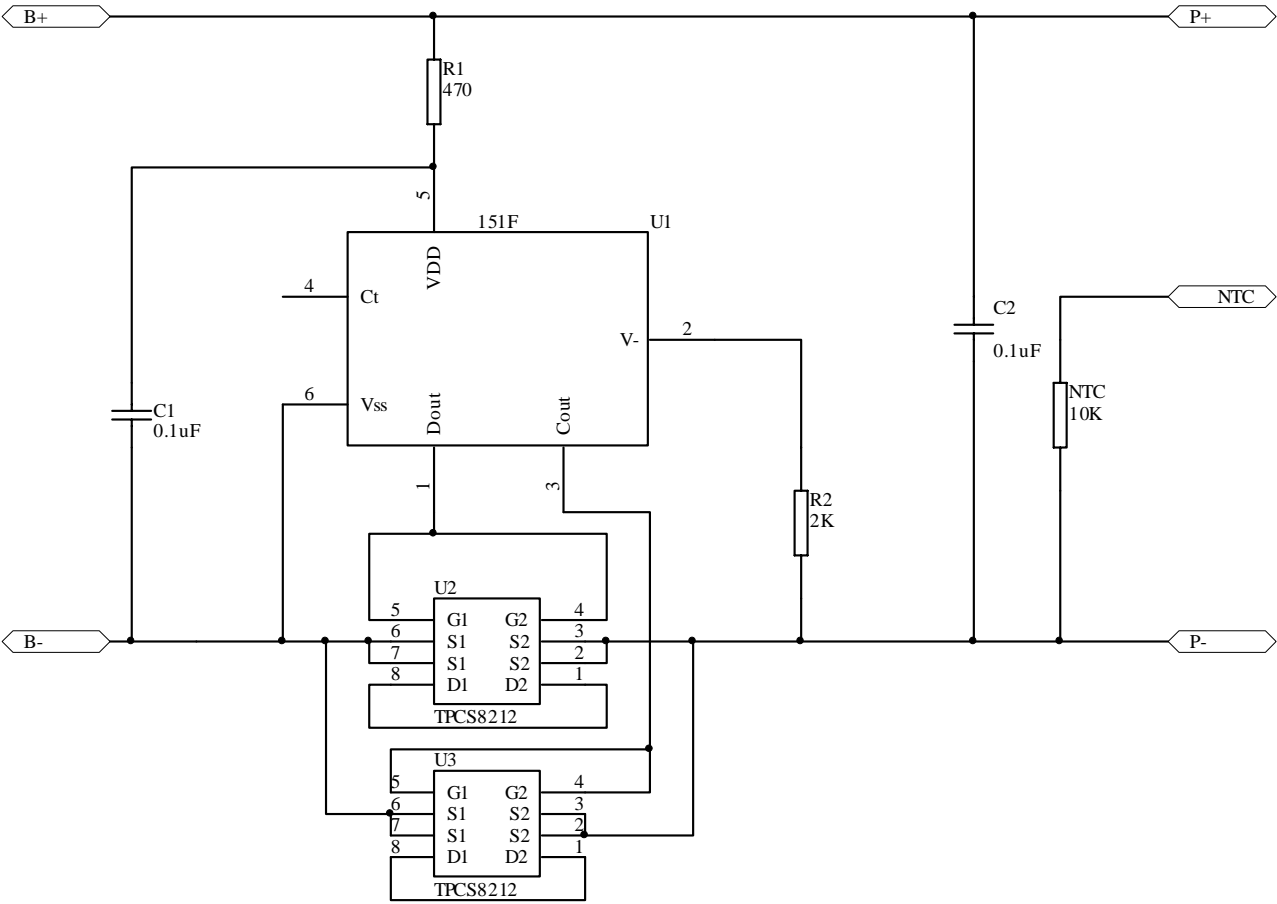 B+
P+
R1
470
5
151F
U1
VDD
4
Ct
NTC
C2
0.1uF
2
V-
NTC
10K
6
Vss
C1
0.1uF
Dout
Cout
1
3
R2
2K
U2
5 G1 G2 4
6 S1 S2 3
7 S1 S2 2
8 D1 D2 1
TPCS8212
B-
P-
U3
5 G1 G2 4
6 S1 S2 3
7 S1 S2 2
8 D1 D2 1
TPCS8212